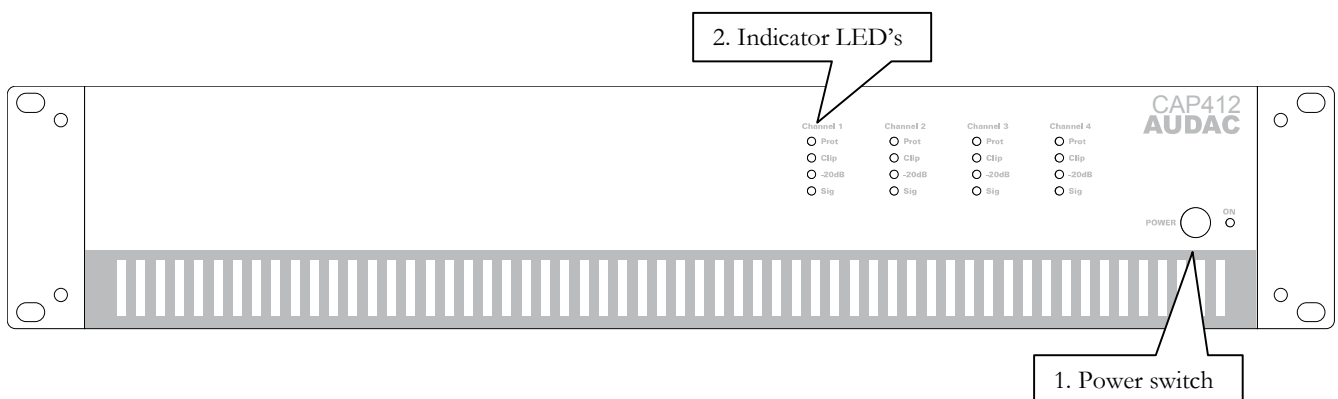 2. Indicator LED's
CAP412
AUDAC
Channel 1 Channel 2 Channel 3 Channel 4
Prot Prot Prot Prot
Clip Clip Clip Clip
-20dB -20dB -20dB -20dB
Sig Sig Sig Sig
POWER ON
1. Power switch